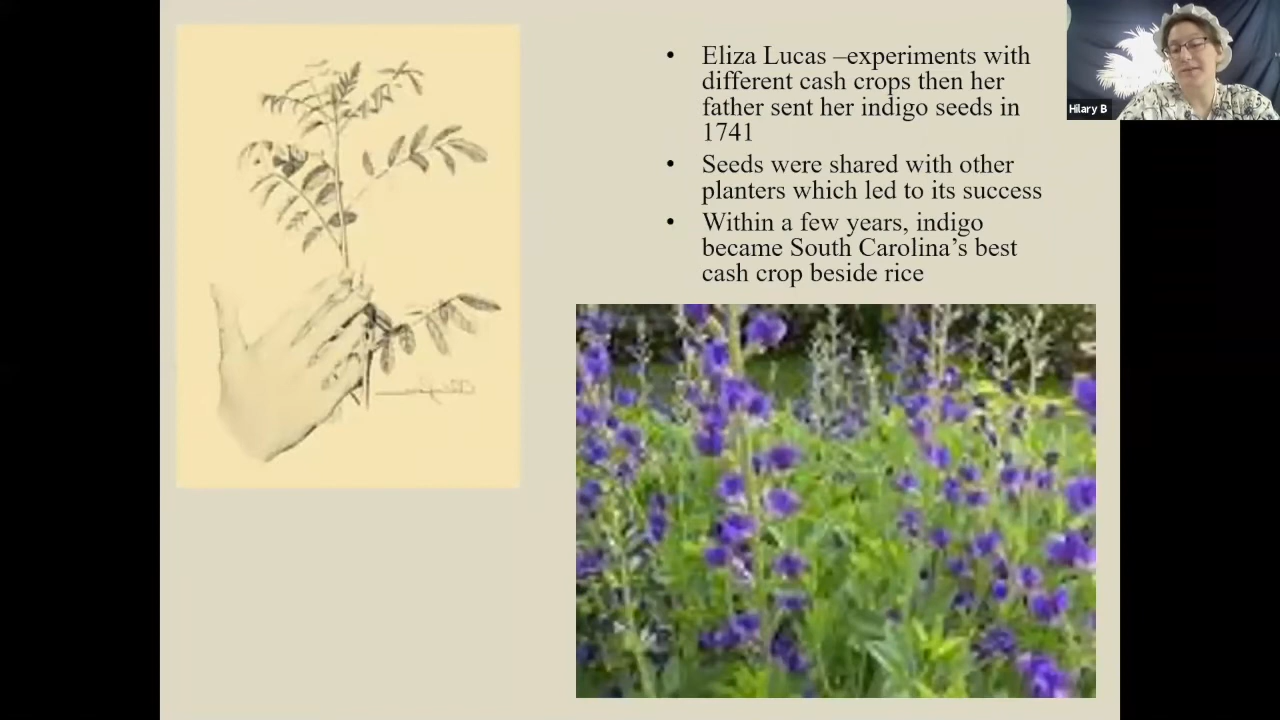 • Eliza Lucas –experiments with
different cash crops then her
father sent her indigo seeds in
1741
• Seeds were shared with other
planters which led to its success
• Within a few years, indigo
became South Carolina’s best
cash crop beside rice
Hilary B